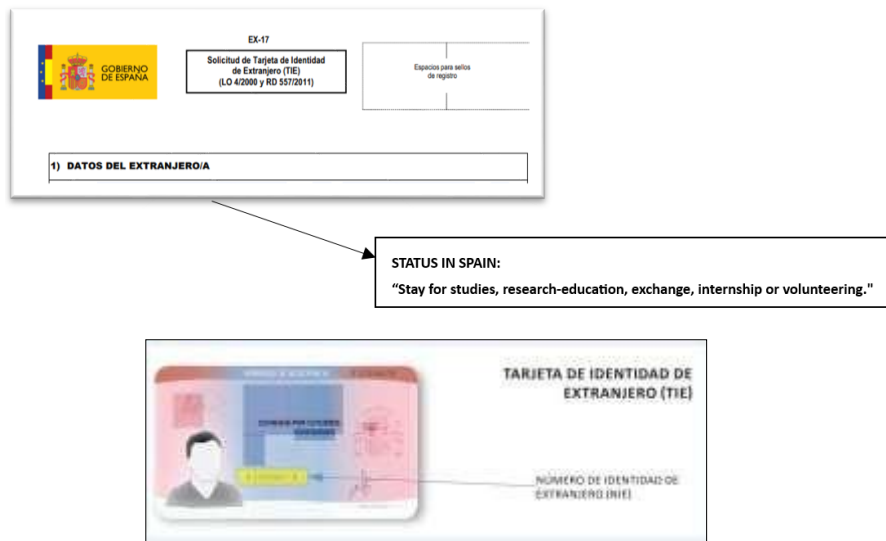 EX-17
GOBIERNO
DE ESPAÑA
Solicitud de Tarjeta de Identidad
de Extranjero (TIE)
(LO 4/2000 y RD 557/2011)
Espacios para sellos
de registro
1) DATOS DEL EXTRANJERO/A
STATUS IN SPAIN:
“Stay for studies, research-education, exchange, internship or volunteering."
TARJETA DE IDENTIDAD DE
EXTRANJERO (TIE)
NÚMERO DE IDENTIDAD DE
EXTRANJERO (NIE)